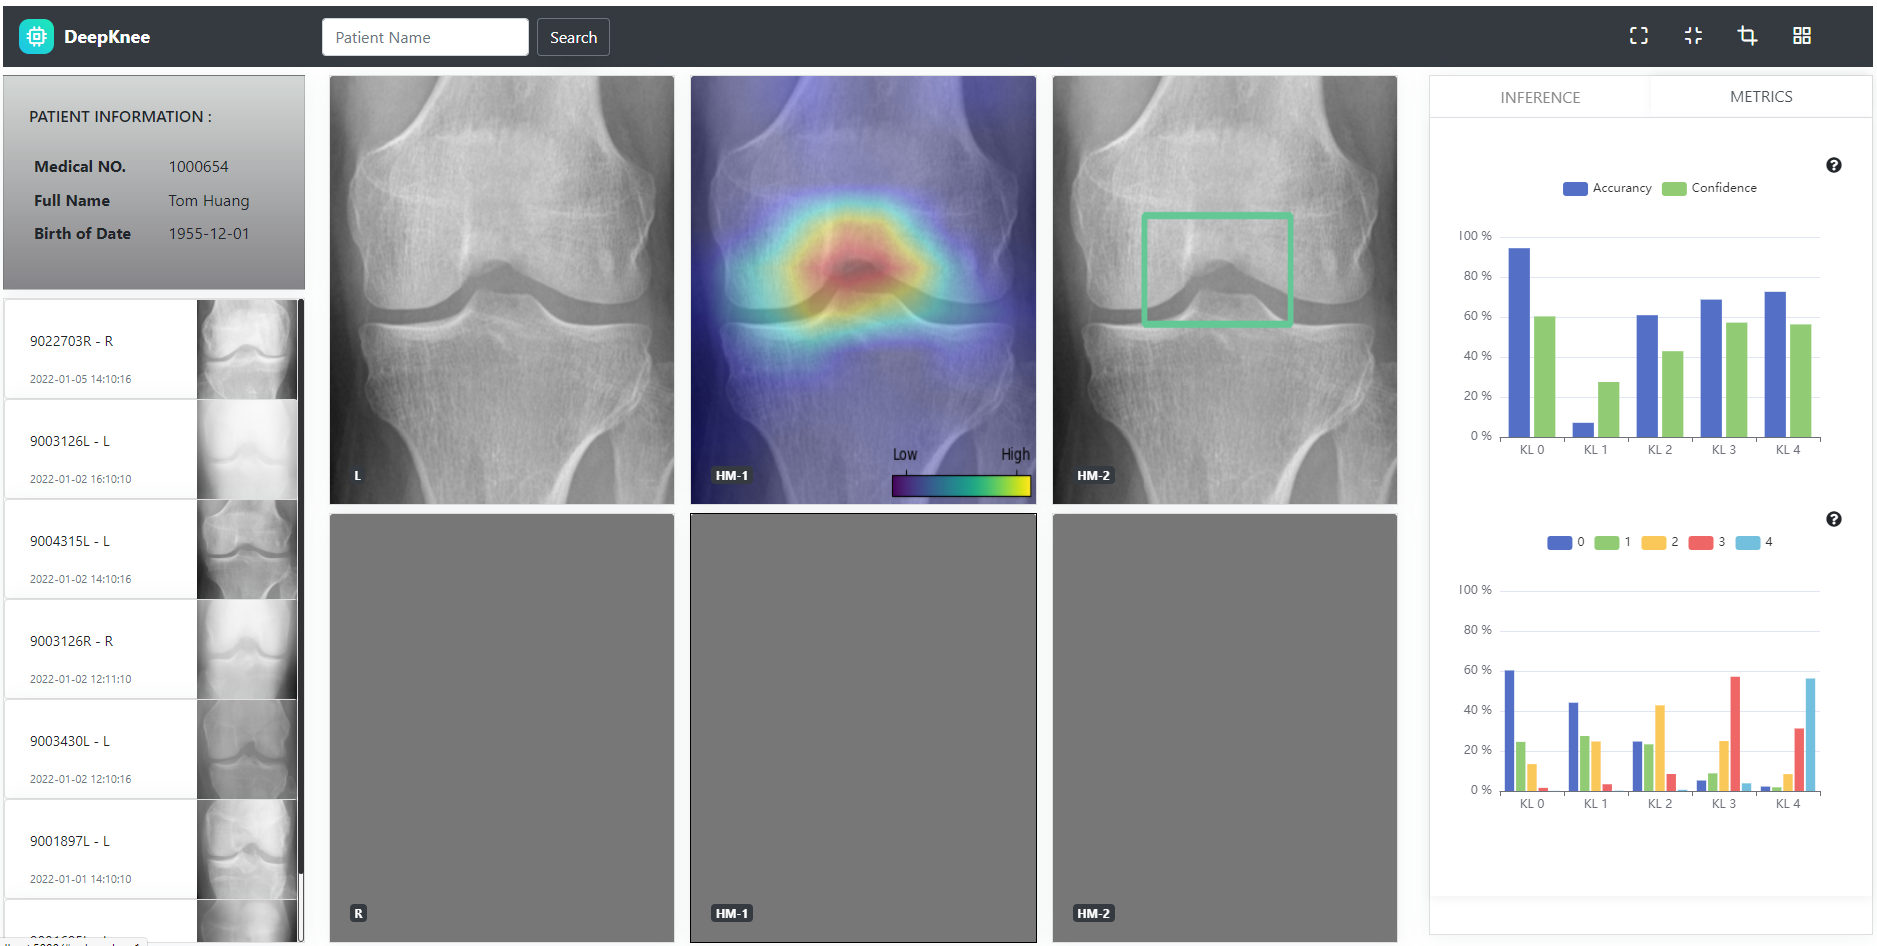 DeepKnee
Patient Name
Search
PATIENT INFORMATION :
Medical NO. 1000654
Full Name Tom Huang
Birth of Date 1955-12-01
9022703R - R
2022-01-05 14:10:16
9003126L - L
2022-01-02 16:10:10
9004315L - L
2022-01-02 14:10:16
9003126R - R
2022-01-02 12:11:10
9003430L - L
2022-01-02 12:10:16
9001897L - L
2022-01-01 14:10:10
L
HM-1
Low High
HM-2
R
HM-1
HM-2
INFERENCE METRICS
Accurancy Confidence
100 %
80 %
60 %
40 %
20 %
0 %
KL 0 KL 1 KL 2 KL 3 KL 4
0 1 2 3 4
100 %
80 %
60 %
40 %
20 %
0 %
KL 0 KL 1 KL 2 KL 3 KL 4